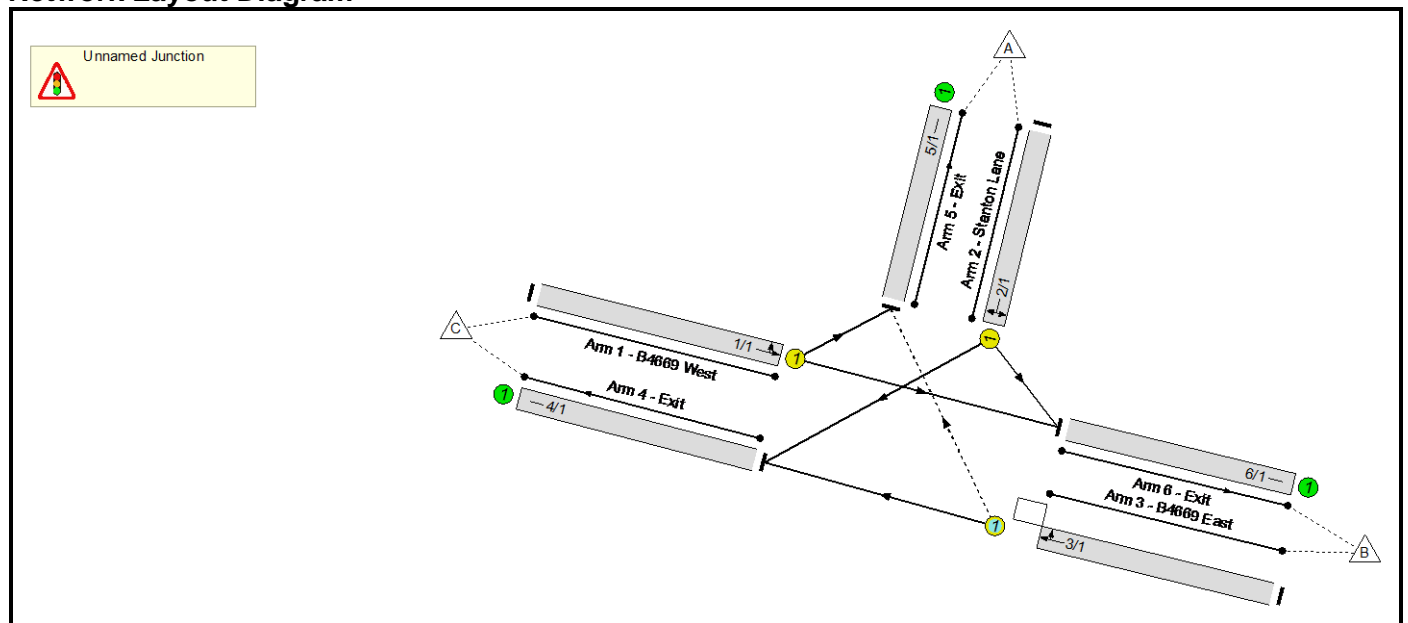 Network Layout Diagram
Unnamed Junction
A
1
5/1
Arm 5 - Exit
Arm 2 - Stanton Lane
2/1
1
C
1/1
1
Arm 1 - B4669 West
Arm 4 - Exit
1
4/1
6/1
1
Arm 6 - Exit
Arm 3 - B4669 East
1
3/1
B